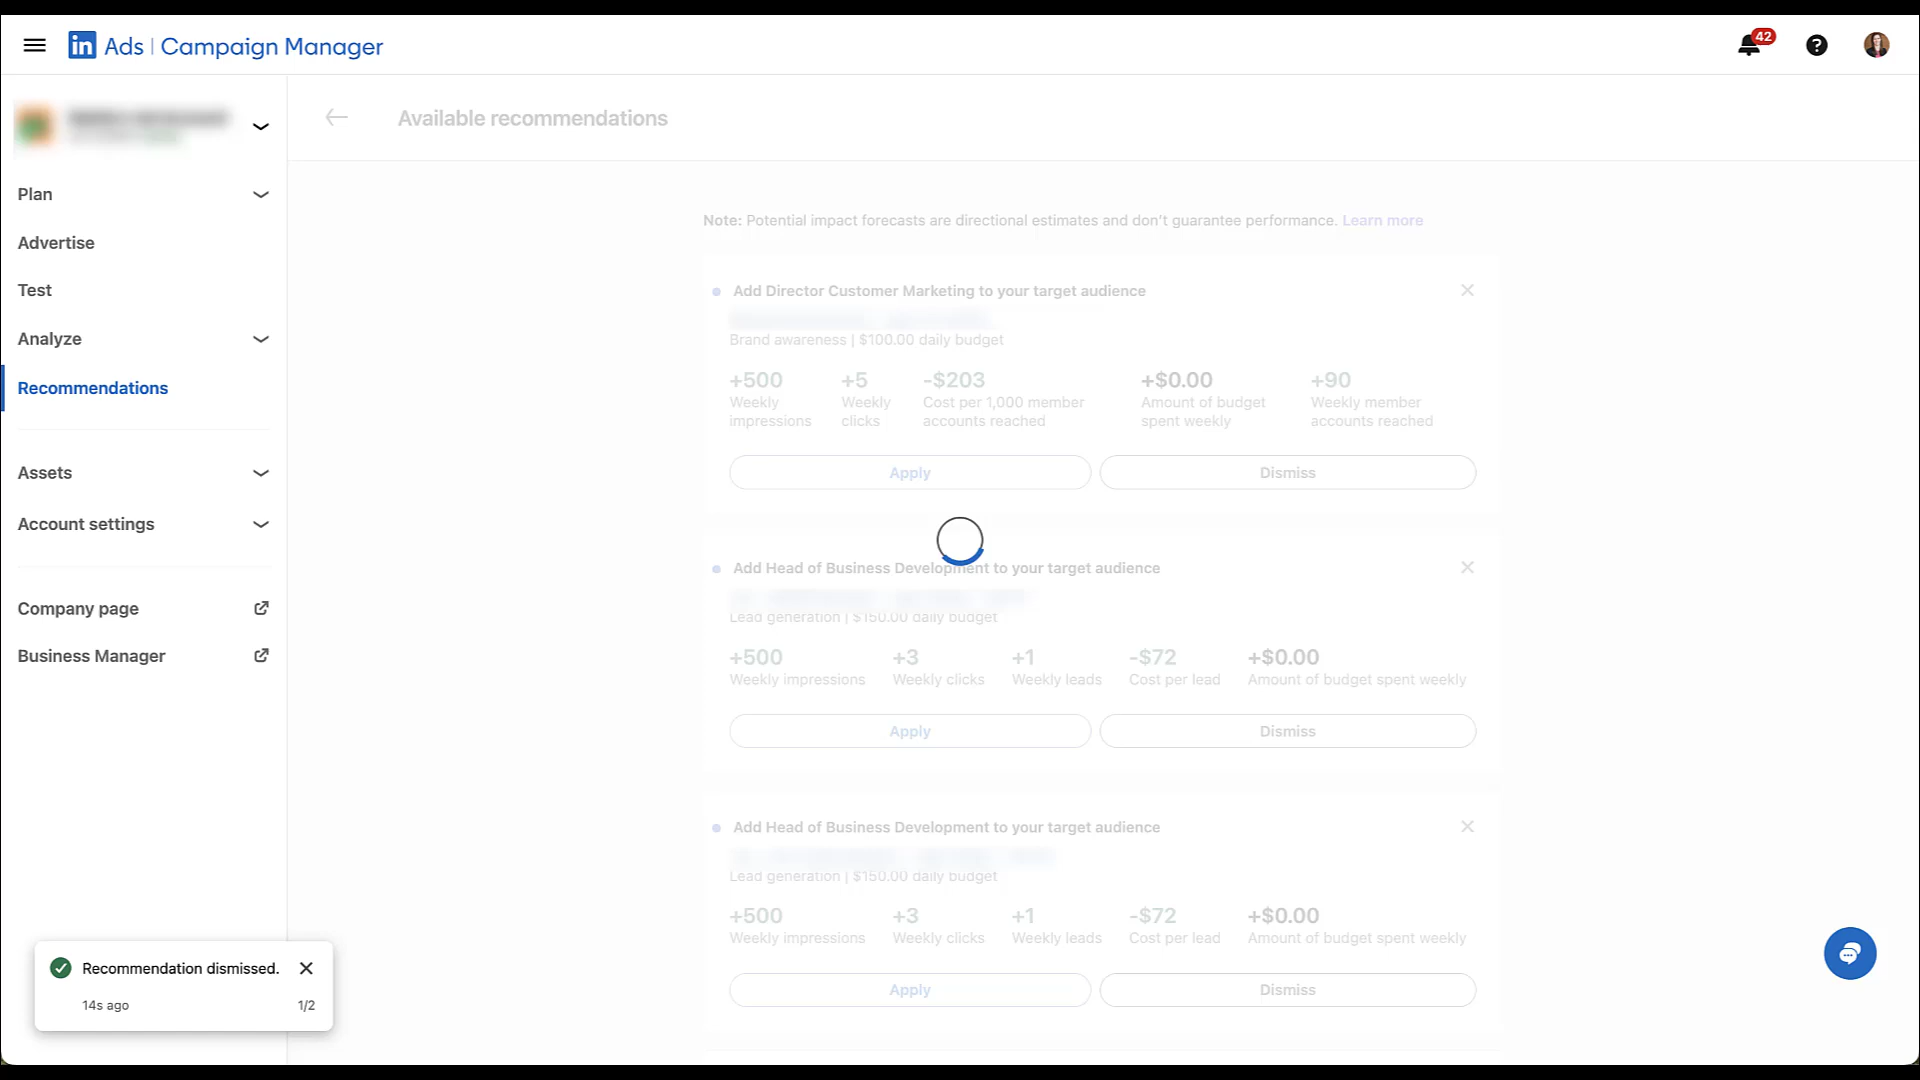 in Ads | Campaign Manager
42
?
Available recommendations
Plan
Advertise
Test
Analyze
Recommendations
Assets
Account settings
Company page
Business Manager
Note: Potential impact forecasts are directional estimates and don't guarantee performance. Learn more
Add Director Customer Marketing to your target audience
Brand awareness | $100.00 daily budget
+500 +5 -$203 +$0.00 +90
Weekly Weekly Cost per 1,000 member Amount of budget Weekly member
impressions clicks accounts reached spent weekly accounts reached
Apply Dismiss
Add Head of Business Development to your target audience
Lead generation | $150.00 daily budget
+500 +3 +1 -$72 +$0.00
Weekly impressions Weekly clicks Weekly leads Cost per lead Amount of budget spent weekly
Apply Dismiss
Add Head of Business Development to your target audience
Lead generation | $150.00 daily budget
+500 +3 +1 -$72 +$0.00
Weekly impressions Weekly clicks Weekly leads Cost per lead Amount of budget spent weekly
Apply Dismiss
Recommendation dismissed.
14s ago 1/2